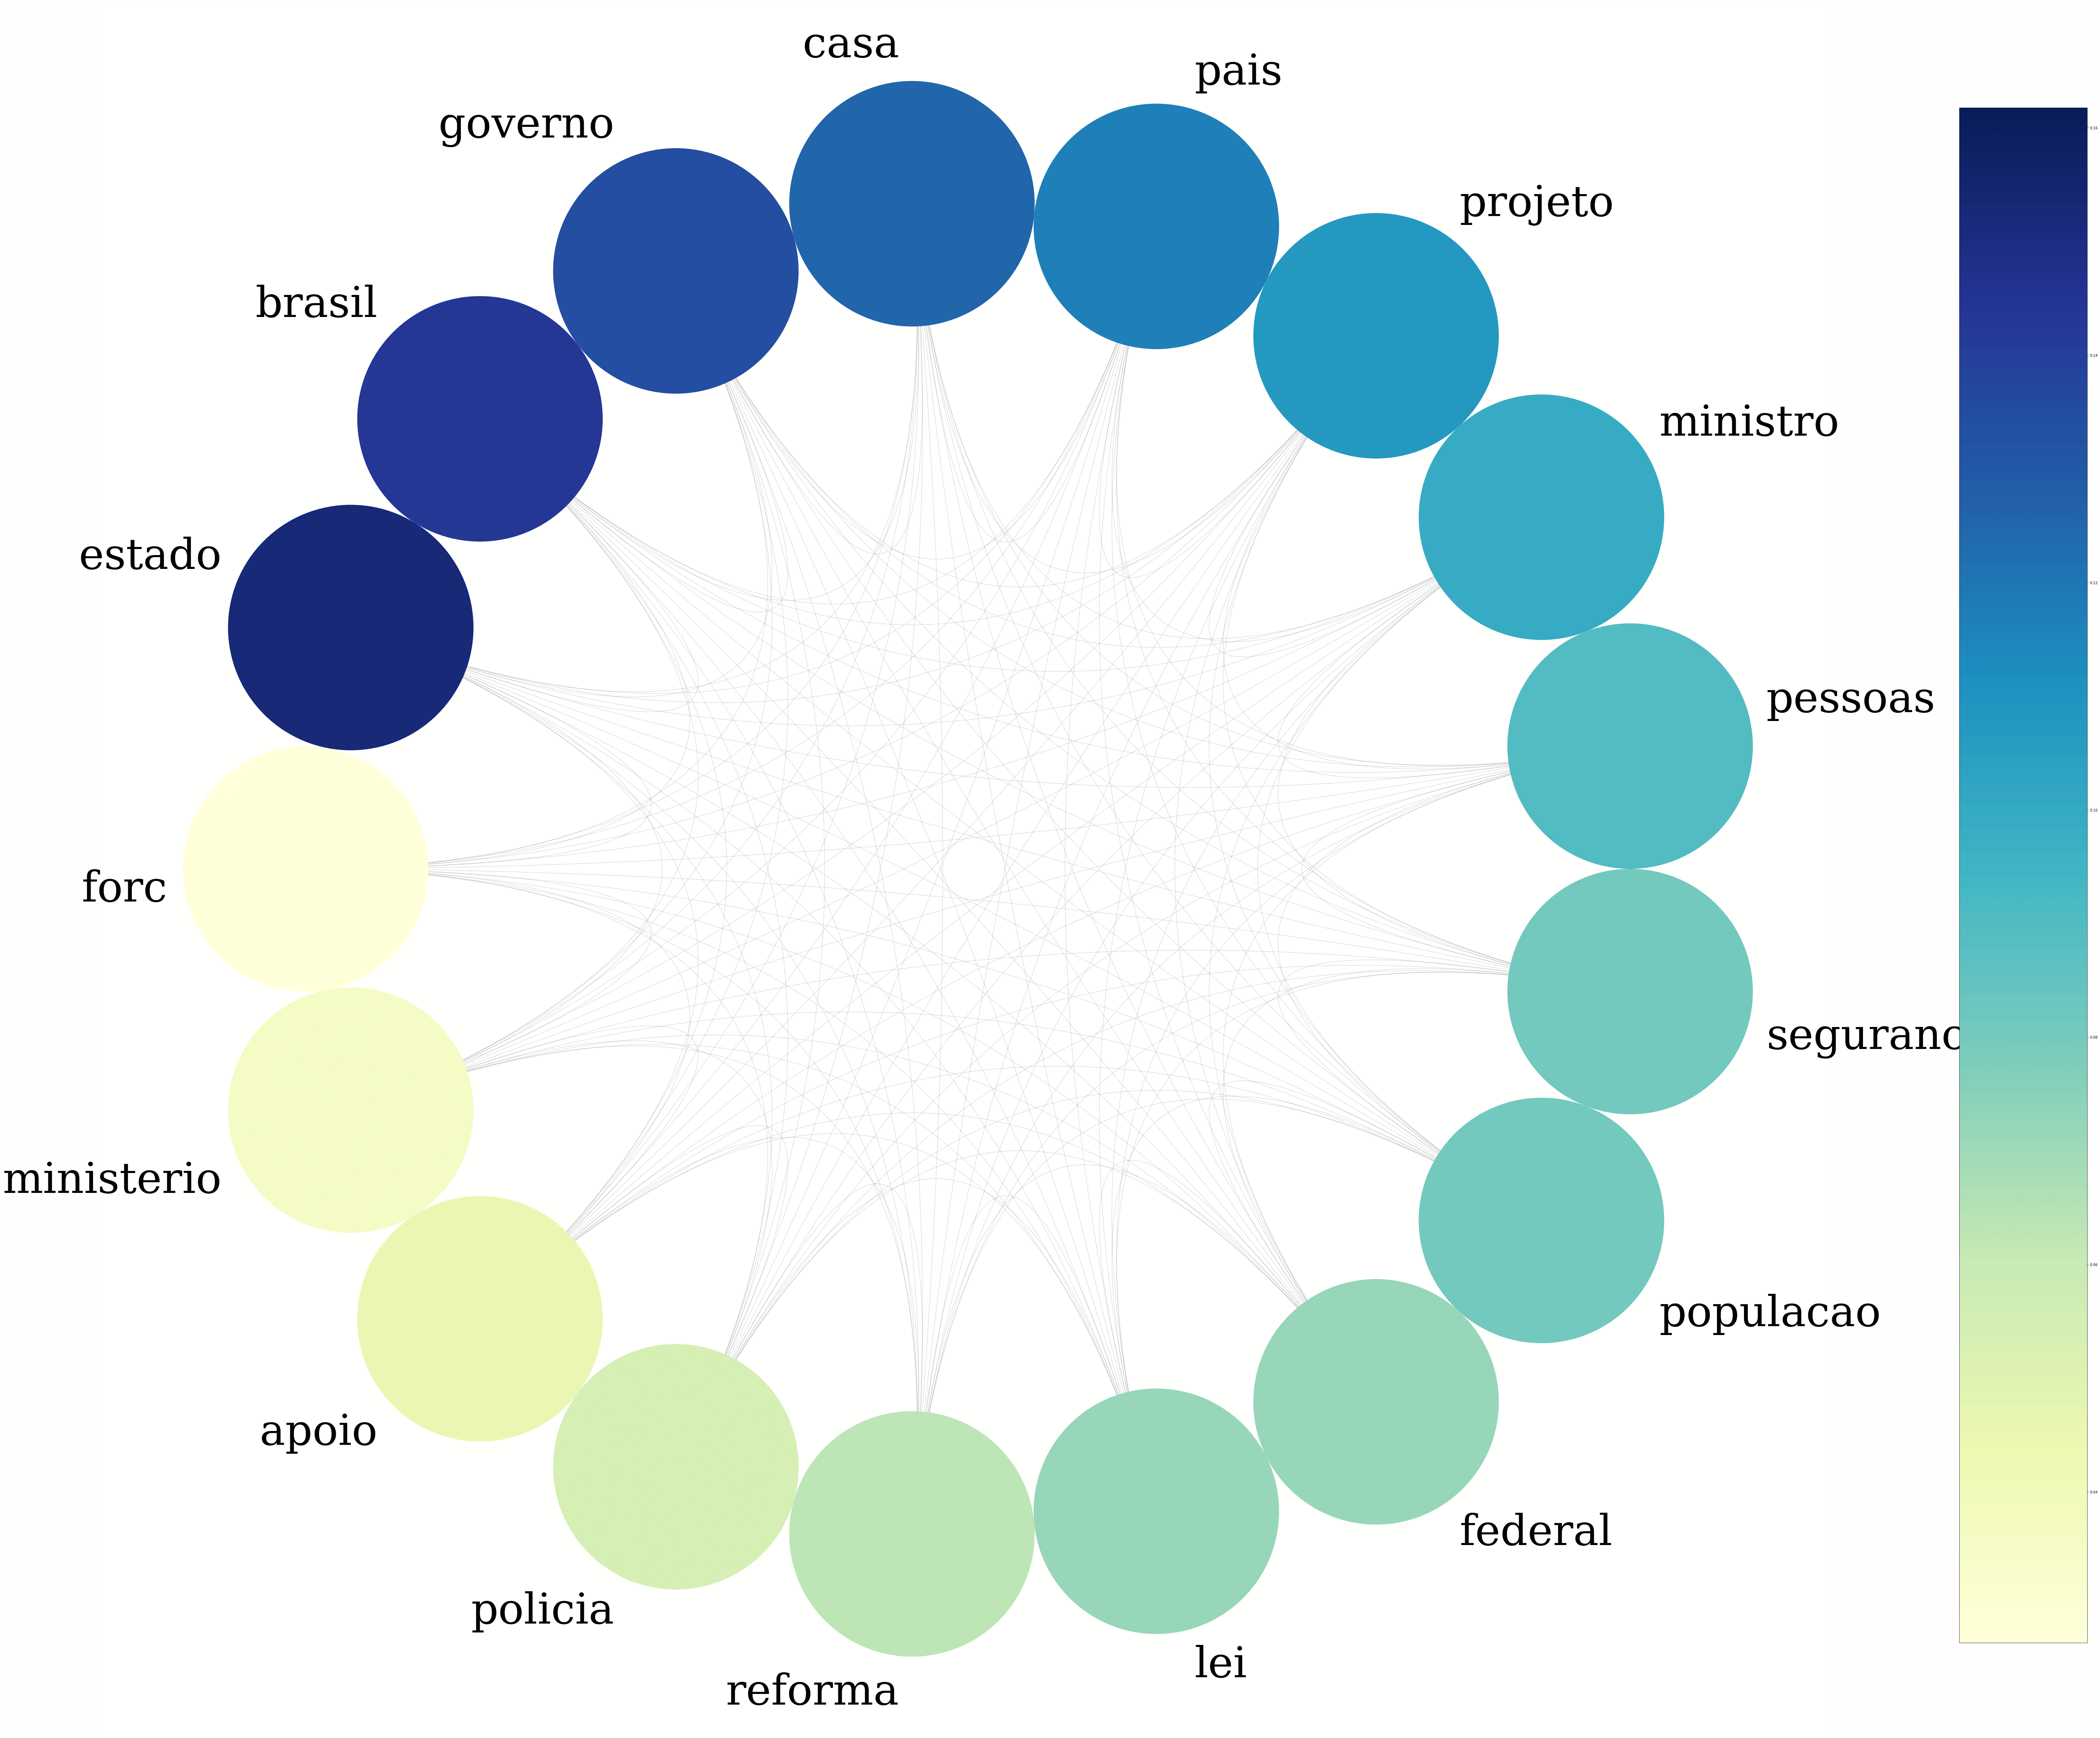 casa
pais
governo
projeto
brasil
ministro
estado
pessoas
forc
seguranc
ministerio
populacao
apoio
federal
policia
lei
reforma
0.16
0.14
0.12
0.10
0.08
0.06
0.04